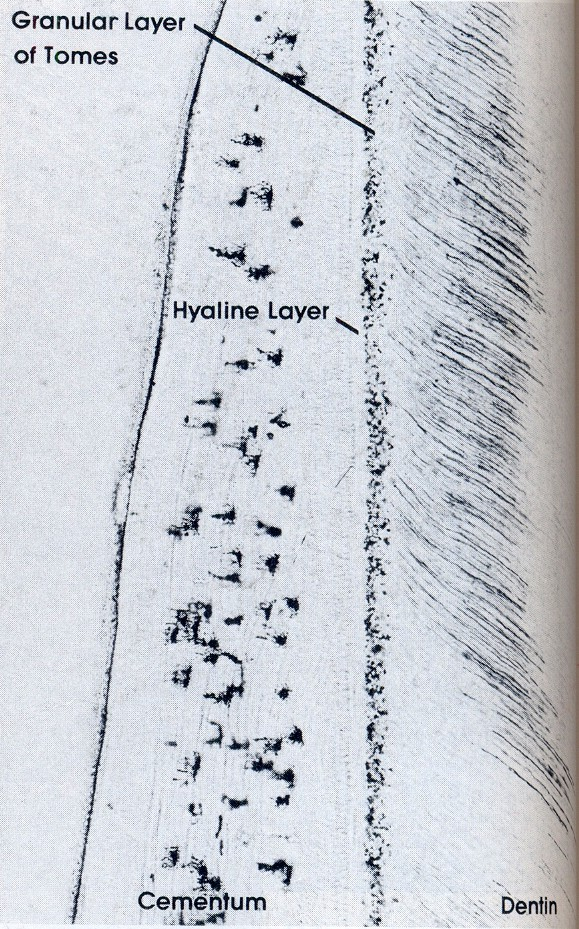 Granular Layer
of Tomes
Hyaline Layer
Cementum
Dentin